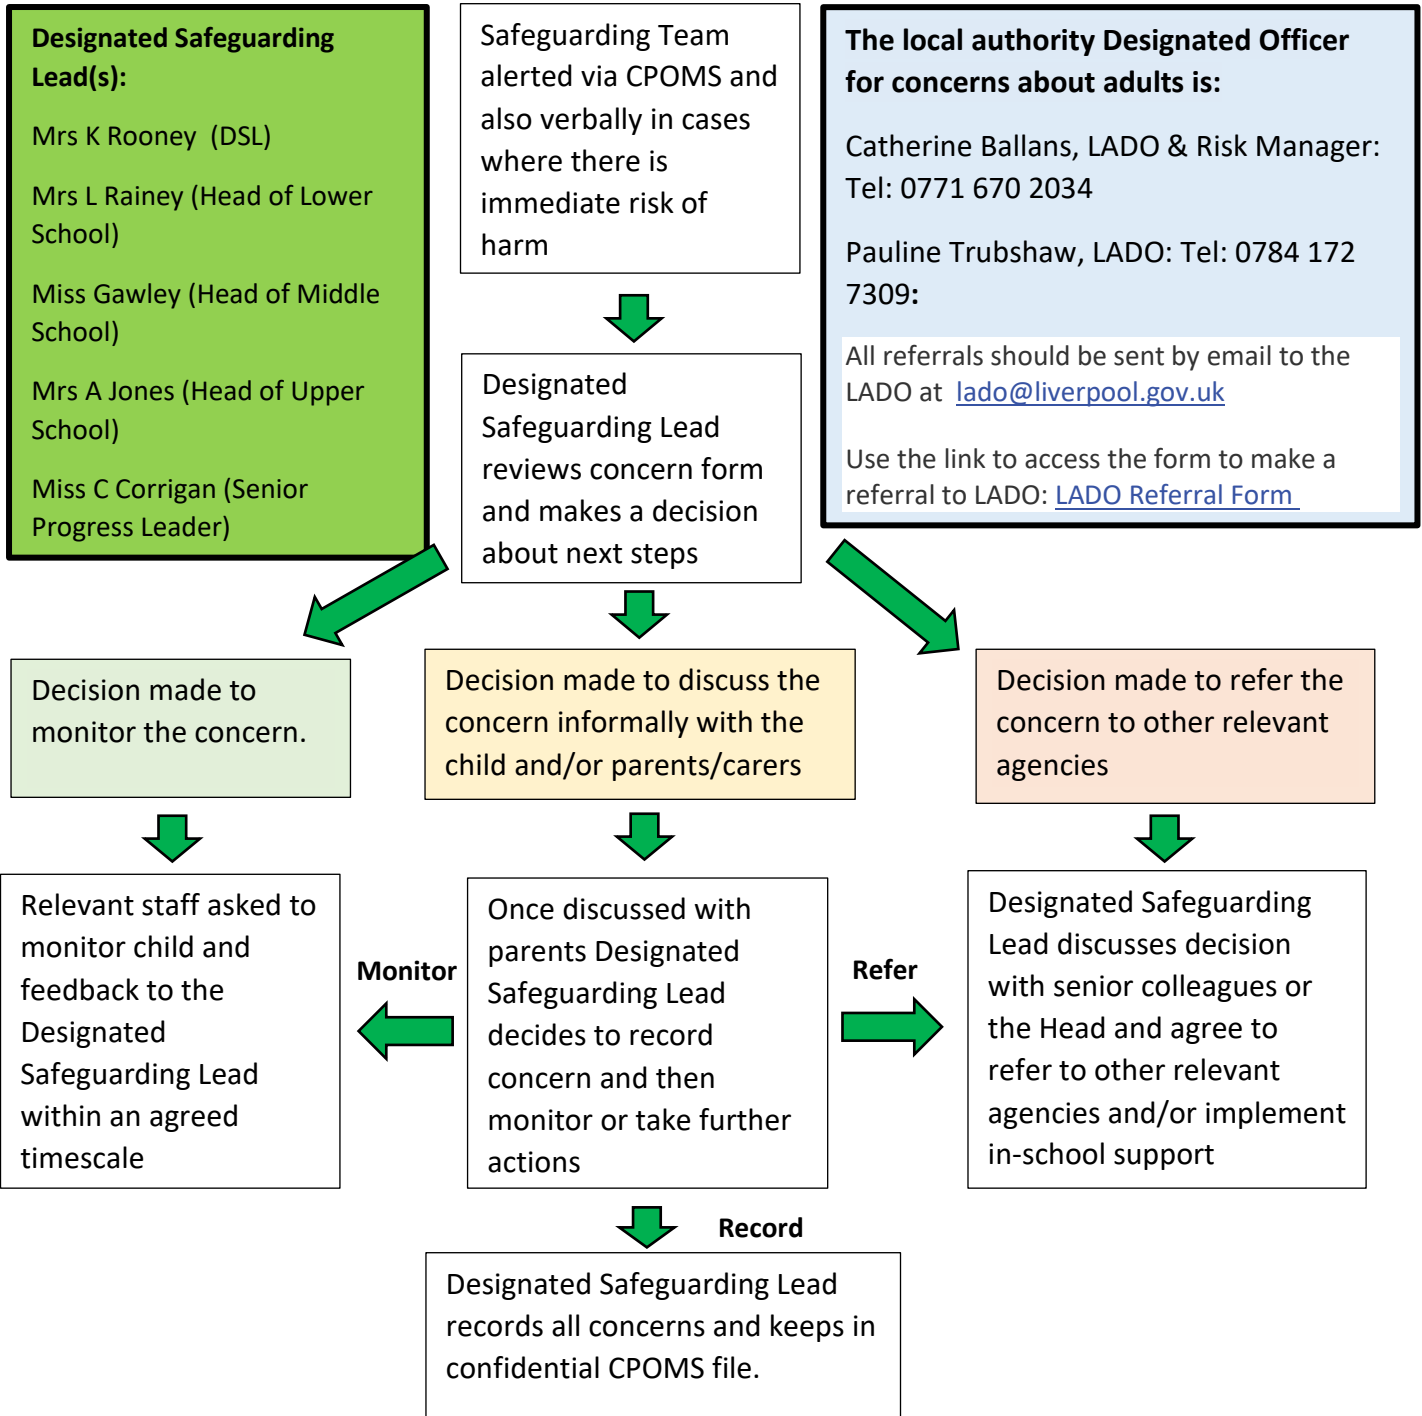 Designated Safeguarding
Lead(s):
Mrs K Rooney  (DSL)
Mrs L Rainey (Head of Lower
School)
Miss Gawley (Head of Middle
School)
Mrs A Jones (Head of Upper
School)
Miss C Corrigan (Senior
Progress Leader)
Safeguarding Team
alerted via CPOMS and
also verbally in cases
where there is
immediate risk of
harm
The local authority Designated Officer
for concerns about adults is:
Catherine Ballans, LADO & Risk Manager:
Tel: 0771 670 2034
Pauline Trubshaw, LADO: Tel: 0784 172
7309:
All referrals should be sent by email to the
LADO at  lado@liverpool.gov.uk
Use the link to access the form to make a
referral to LADO: LADO Referral Form
Designated
Safeguarding Lead
reviews concern form
and makes a decision
about next steps
Decision made to
monitor the concern.
Decision made to discuss the
concern informally with the
child and/or parents/carers
Decision made to refer the
concern to other relevant
agencies
Relevant staff asked to
monitor child and
feedback to the
Designated
Safeguarding Lead
within an agreed
timescale
Monitor
Once discussed with
parents Designated
Safeguarding Lead
decides to record
concern and then
monitor or take further
actions
Refer
Designated Safeguarding
Lead discusses decision
with senior colleagues or
the Head and agree to
refer to other relevant
agencies and/or implement
in-school support
Record
Designated Safeguarding Lead
records all concerns and keeps in
confidential CPOMS file.